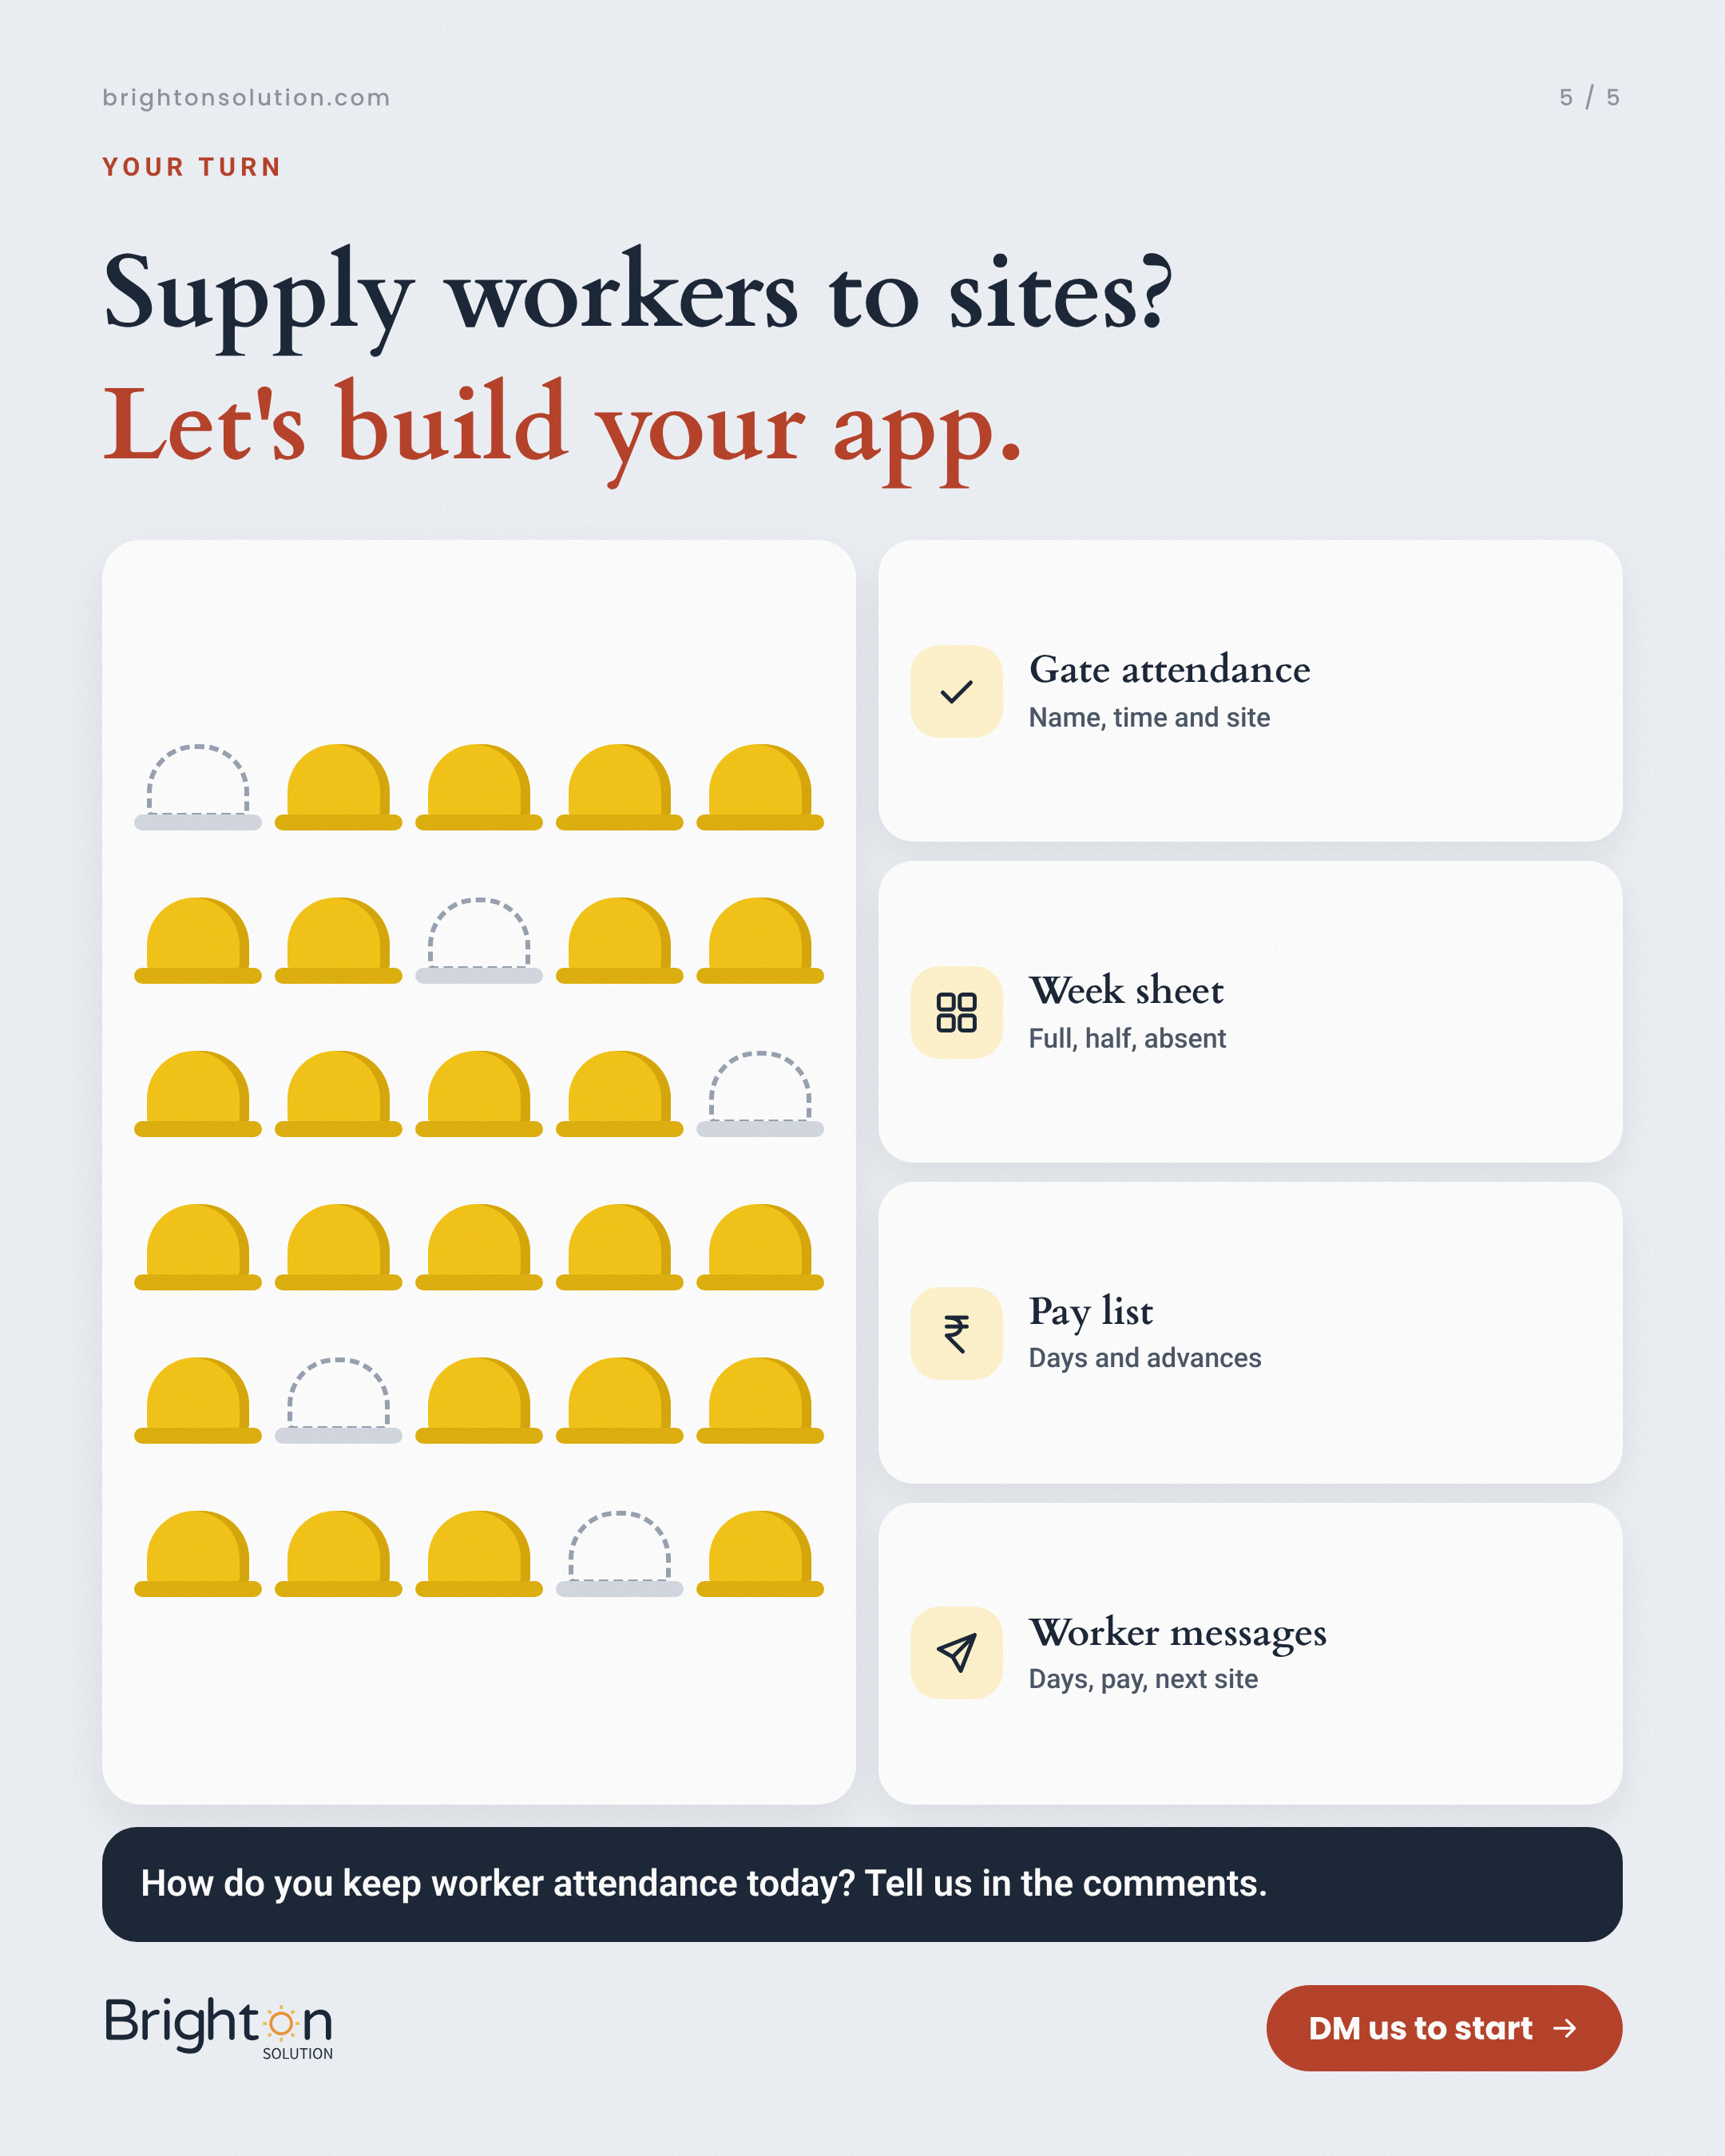 brightonsolution.com
5 / 5
YOUR TURN
Supply workers to sites?
Let's build your app.
Gate attendance
Name, time and site
Week sheet
Full, half, absent
₹
Pay list
Days and advances
Worker messages
Days, pay, next site
How do you keep worker attendance today? Tell us in the comments.
Brighton
SOLUTION
DM us to start →